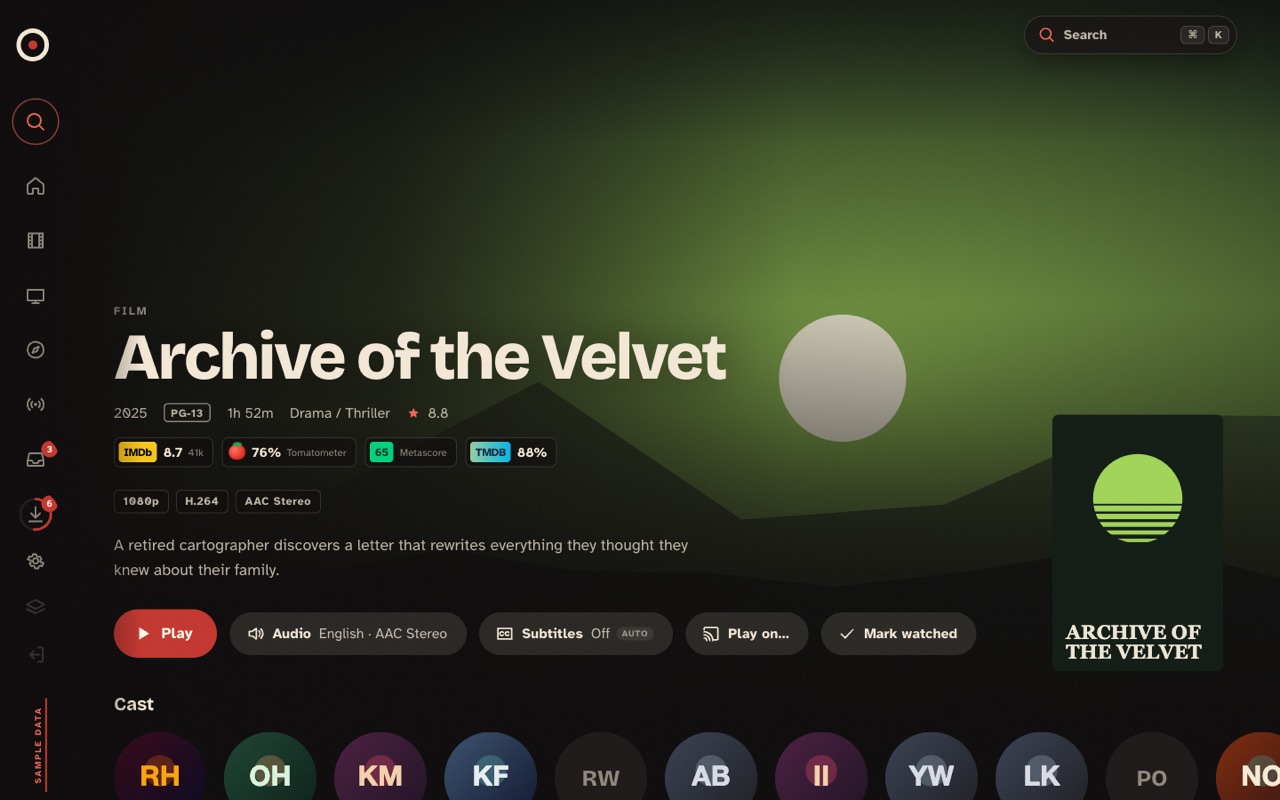 Search ⌘ K
FILM
Archive of the Velvet
2025 PG-13 1h 52m Drama / Thriller 8.8
IMDb 8.7 41k 76% Tomatometer 65 Metascore TMDB 88%
1080p H.264 AAC Stereo
A retired cartographer discovers a letter that rewrites everything they thought they
knew about their family.
Play Audio English · AAC Stereo CC Subtitles Off AUTO Play on... Mark watched
ARCHIVE OF
THE VELVET
3
6
SAMPLE DATA
Cast
RH OH KM KF RW AB II YW LK PO NO